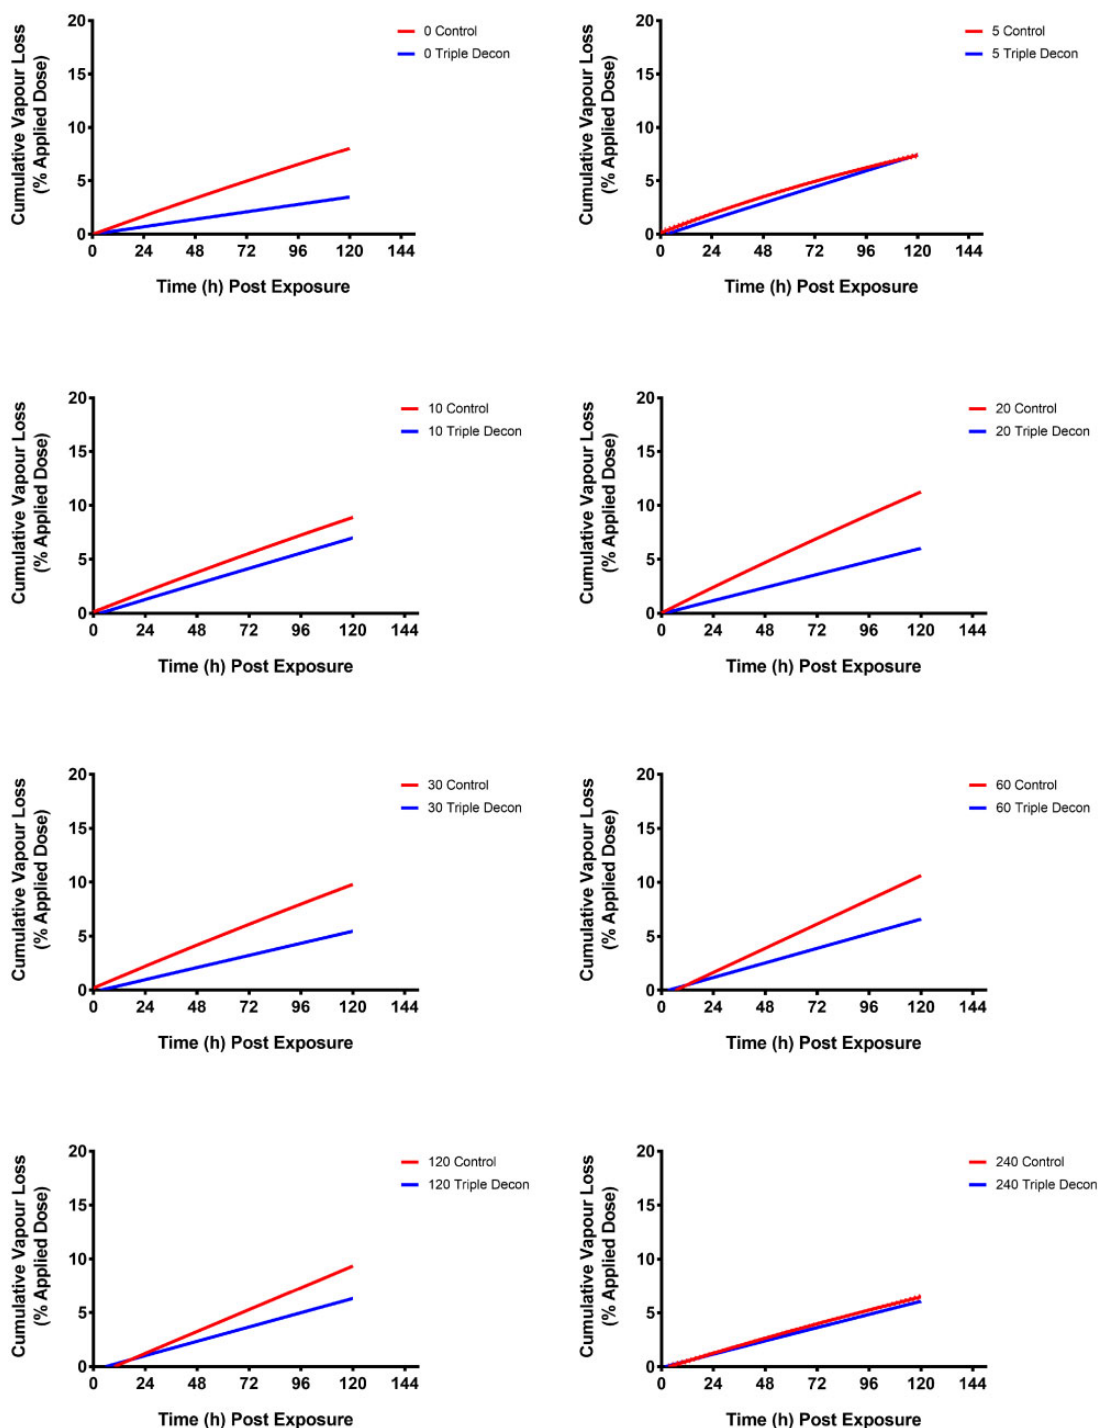 Cumulative Vapour Loss
(% Applied Dose)
20
15
10
5
0
0 24 48 72 96 120 144
Time (h) Post Exposure
0 Control
0 Triple Decon
Cumulative Vapour Loss
(% Applied Dose)
20
15
10
5
0
0 24 48 72 96 120 144
Time (h) Post Exposure
5 Control
5 Triple Decon
Cumulative Vapour Loss
(% Applied Dose)
20
15
10
5
0
0 24 48 72 96 120 144
Time (h) Post Exposure
10 Control
10 Triple Decon
Cumulative Vapour Loss
(% Applied Dose)
20
15
10
5
0
0 24 48 72 96 120 144
Time (h) Post Exposure
20 Control
20 Triple Decon
Cumulative Vapour Loss
(% Applied Dose)
20
15
10
5
0
0 24 48 72 96 120 144
Time (h) Post Exposure
30 Control
30 Triple Decon
Cumulative Vapour Loss
(% Applied Dose)
20
15
10
5
0
0 24 48 72 96 120 144
Time (h) Post Exposure
60 Control
60 Triple Decon
Cumulative Vapour Loss
(% Applied Dose)
20
15
10
5
0
0 24 48 72 96 120 144
Time (h) Post Exposure
120 Control
120 Triple Decon
Cumulative Vapour Loss
(% Applied Dose)
20
15
10
5
0
0 24 48 72 96 120 144
Time (h) Post Exposure
240 Control
240 Triple Decon